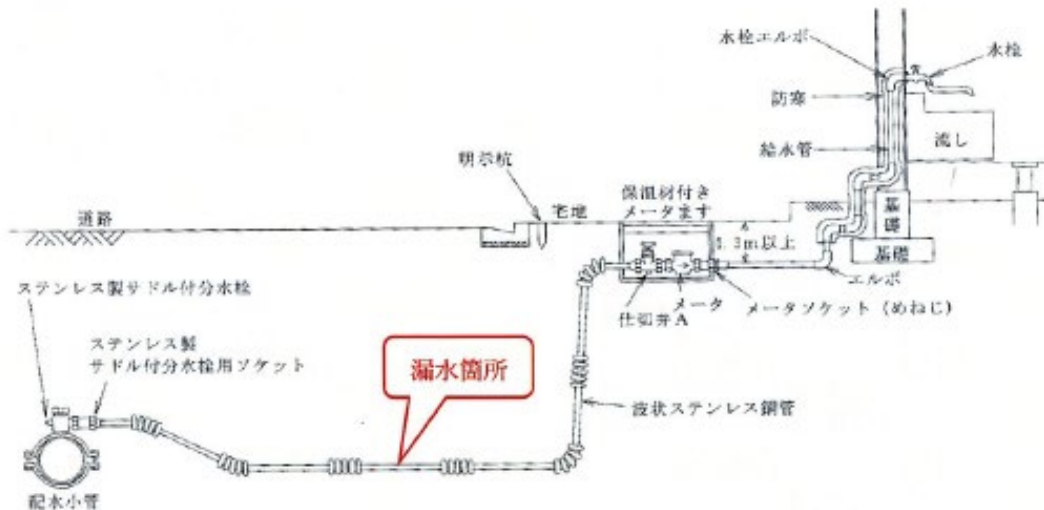 水栓エルボ
水栓
防寒
給水管
流し
明示杭
保温材付き
メータます
宅地
道路
基礎
基礎
0.3m以上
エルボ
ステンレス製サドル付分水栓
メータ
メータソケット(めねじ)
仕切弁A
ステンレス製
サドル付分水栓用ソケット
漏水箇所
波状ステンレス鋼管
配水小管